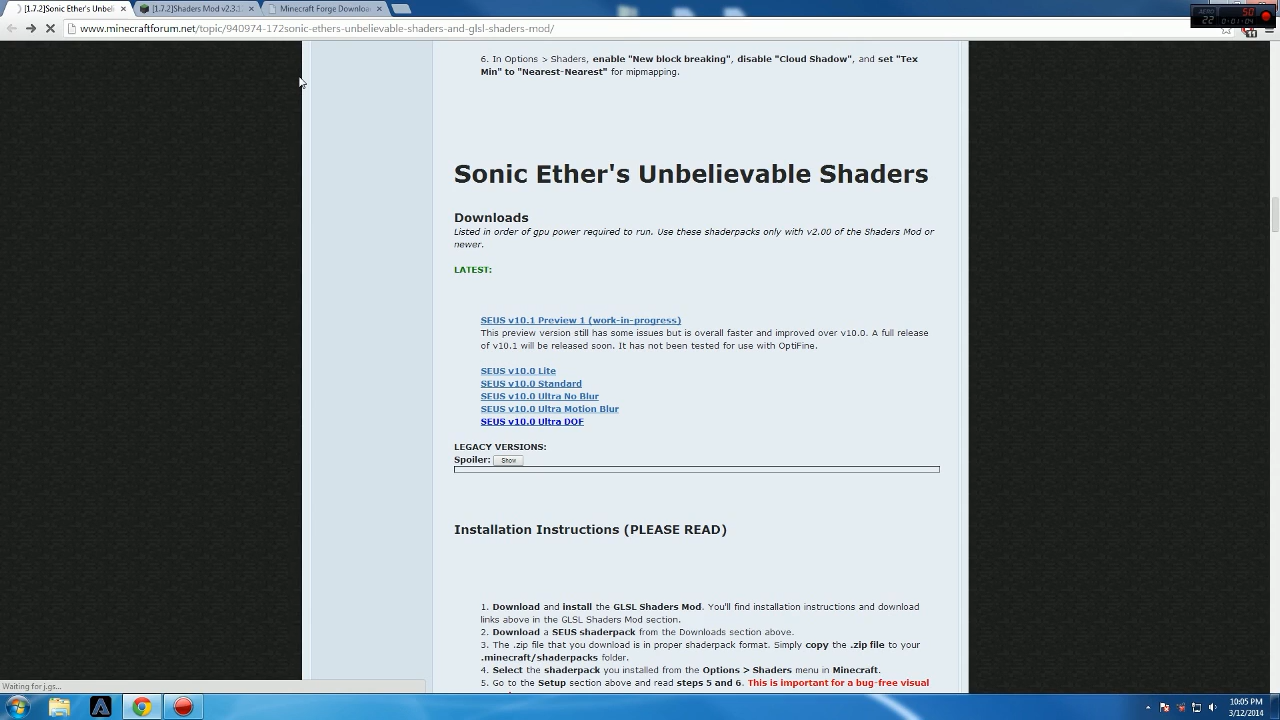 [1.7.2]Sonic Ether's Unbel
[1.7.2]Shaders Mod v2.3.1
Minecraft Forge Downloa
AERO
22
50
0:01:04
www.minecraftforum.net/topic/940974-172sonic-ethers-unbelievable-shaders-and-glsl-shaders-mod/
6. In Options > Shaders, enable "New block breaking", disable "Cloud Shadow", and set "Tex
Min" to "Nearest-Nearest" for mipmapping.
Sonic Ether's Unbelievable Shaders
Downloads
Listed in order of gpu power required to run. Use these shaderpacks only with v2.00 of the Shaders Mod or
newer.
LATEST:
SEUS v10.1 Preview 1 (work-in-progress)
This preview version still has some issues but is overall faster and improved over v10.0. A full release
of v10.1 will be released soon. It has not been tested for use with OptiFine.
SEUS v10.0 Lite
SEUS v10.0 Standard
SEUS v10.0 Ultra No Blur
SEUS v10.0 Ultra Motion Blur
SEUS v10.0 Ultra DOF
LEGACY VERSIONS:
Spoiler: Show
Installation Instructions (PLEASE READ)
1. Download and install the GLSL Shaders Mod. You'll find installation instructions and download
links above in the GLSL Shaders Mod section.
2. Download a SEUS shaderpack from the Downloads section above.
3. The .zip file that you download is in proper shaderpack format. Simply copy the .zip file to your
.minecraft/shaderpacks folder.
4. Select the shaderpack you installed from the Options > Shaders menu in Minecraft.
5. Go to the Setup section above and read steps 5 and 6. This is important for a bug-free visual
Waiting for j.gs...
10:05 PM
3/12/2014